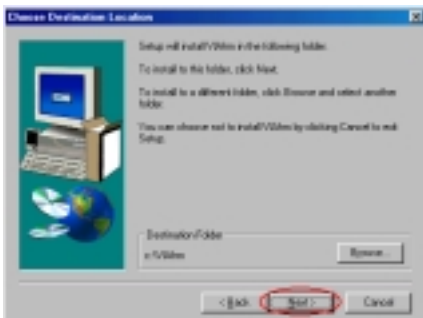 Choose Destination Location
Setup will install in the following folder.
To install to this folder, click Next.
To install to a different folder, click Browse and select another
folder.
You can choose not to install by clicking Cancel to exit
Setup.
Destination Folder
Browse...
< Back
Next >
Cancel